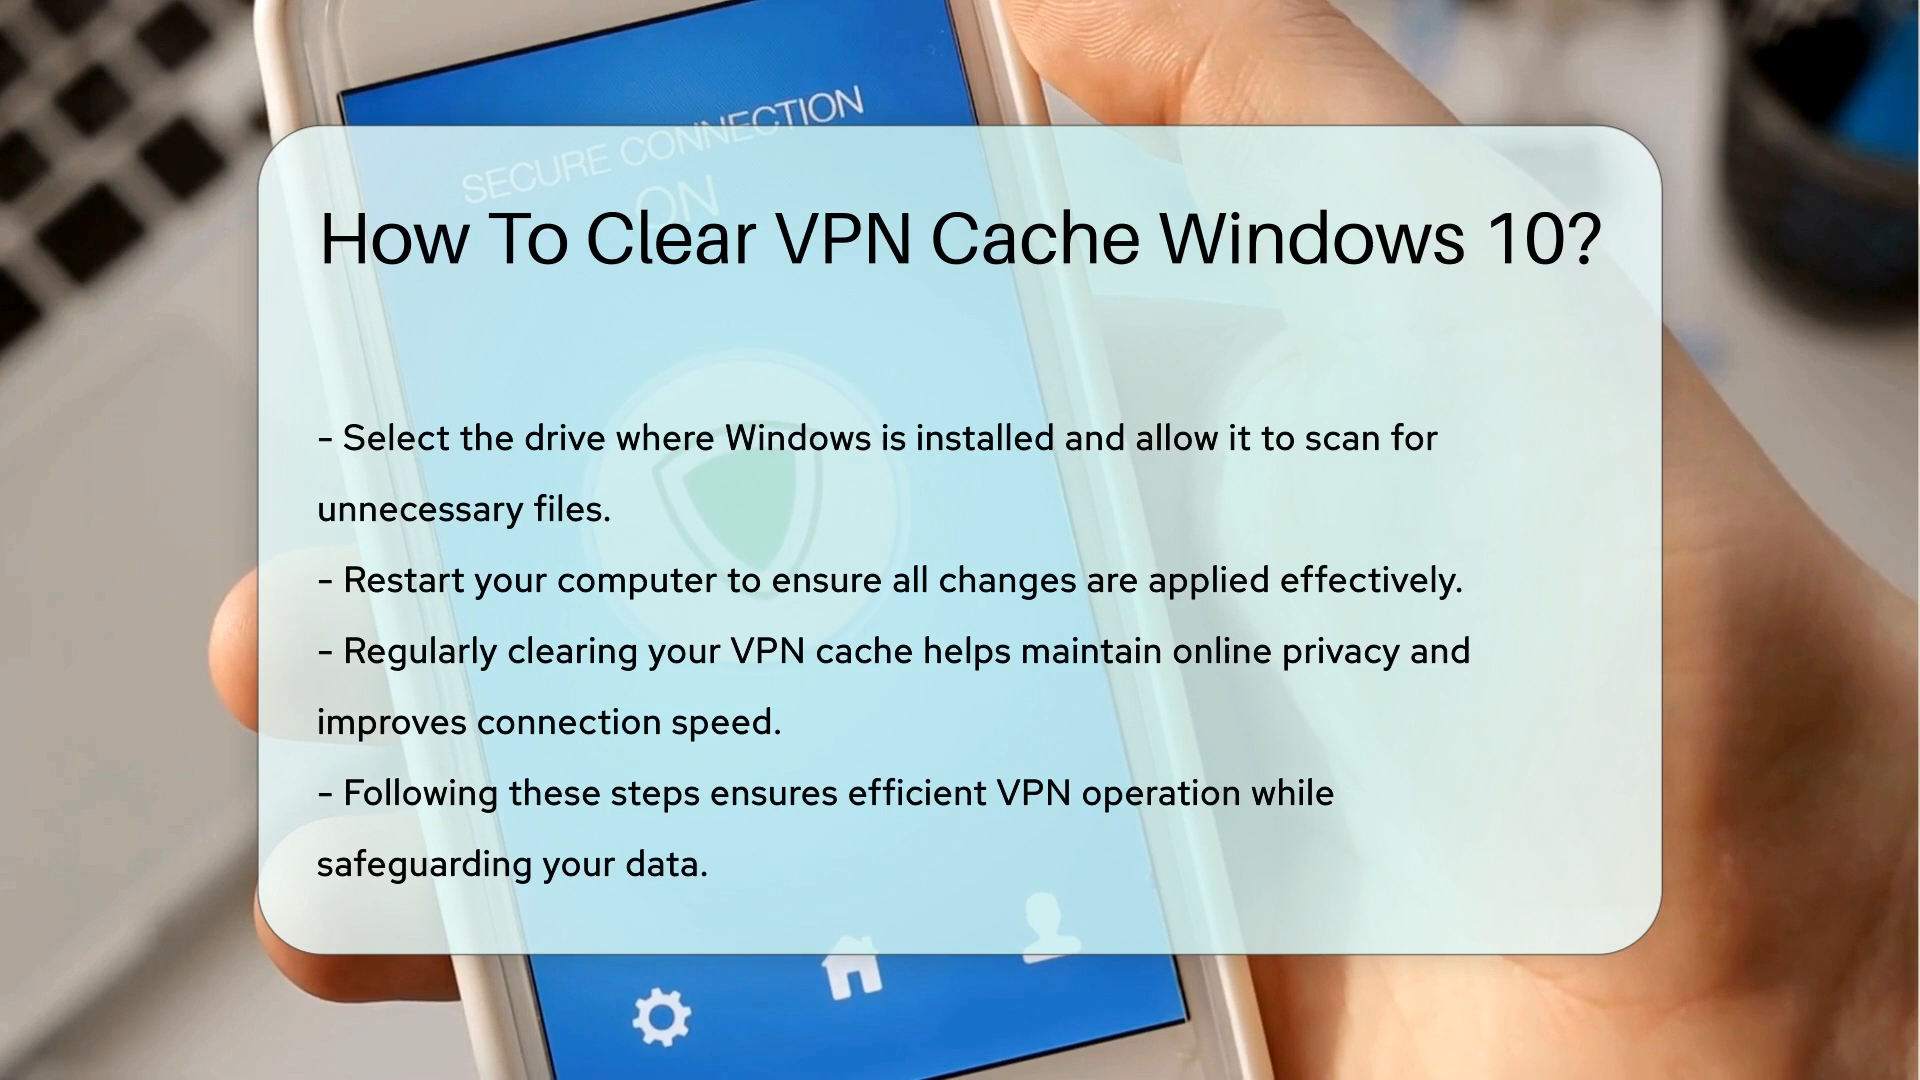 SECURE CONNECTION
ON
How To Clear VPN Cache Windows 10?
- Select the drive where Windows is installed and allow it to scan for
unnecessary files.
- Restart your computer to ensure all changes are applied effectively.
- Regularly clearing your VPN cache helps maintain online privacy and
improves connection speed.
- Following these steps ensures efficient VPN operation while
safeguarding your data.